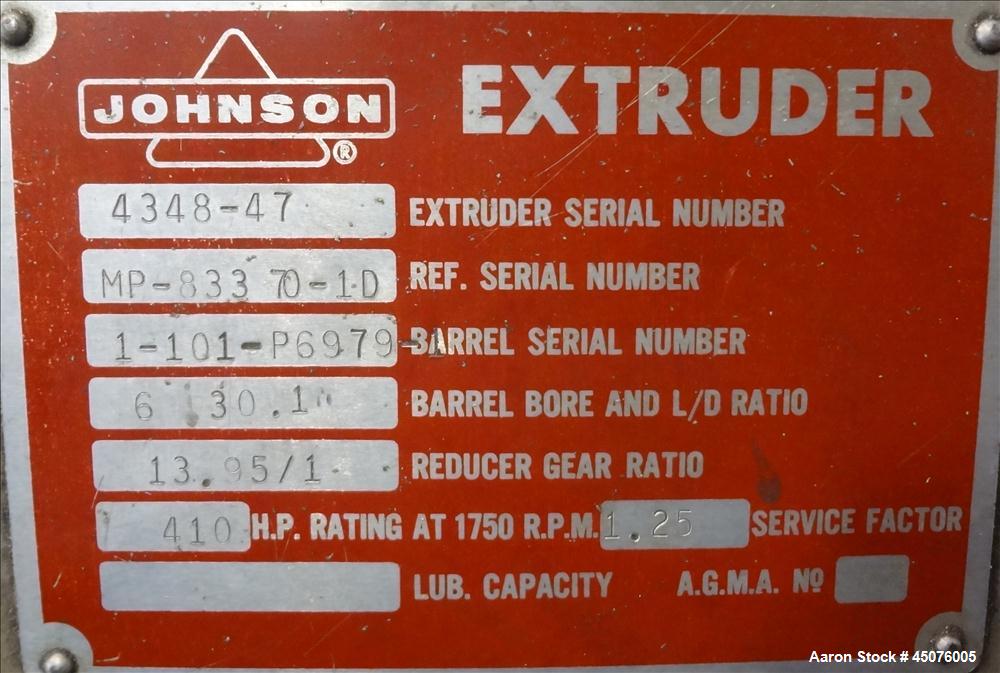 JOHNSON ®
EXTRUDER
4348-47 EXTRUDER SERIAL NUMBER
MP-83370-1D REF. SERIAL NUMBER
1-101-P6979-1 BARREL SERIAL NUMBER
6 30.1 BARREL BORE AND L/D RATIO
13.95/1 REDUCER GEAR RATIO
410 H.P. RATING AT 1750 R.P.M. 1.25 SERVICE FACTOR
LUB. CAPACITY A.G.M.A. Nº
Aaron Stock # 45076005